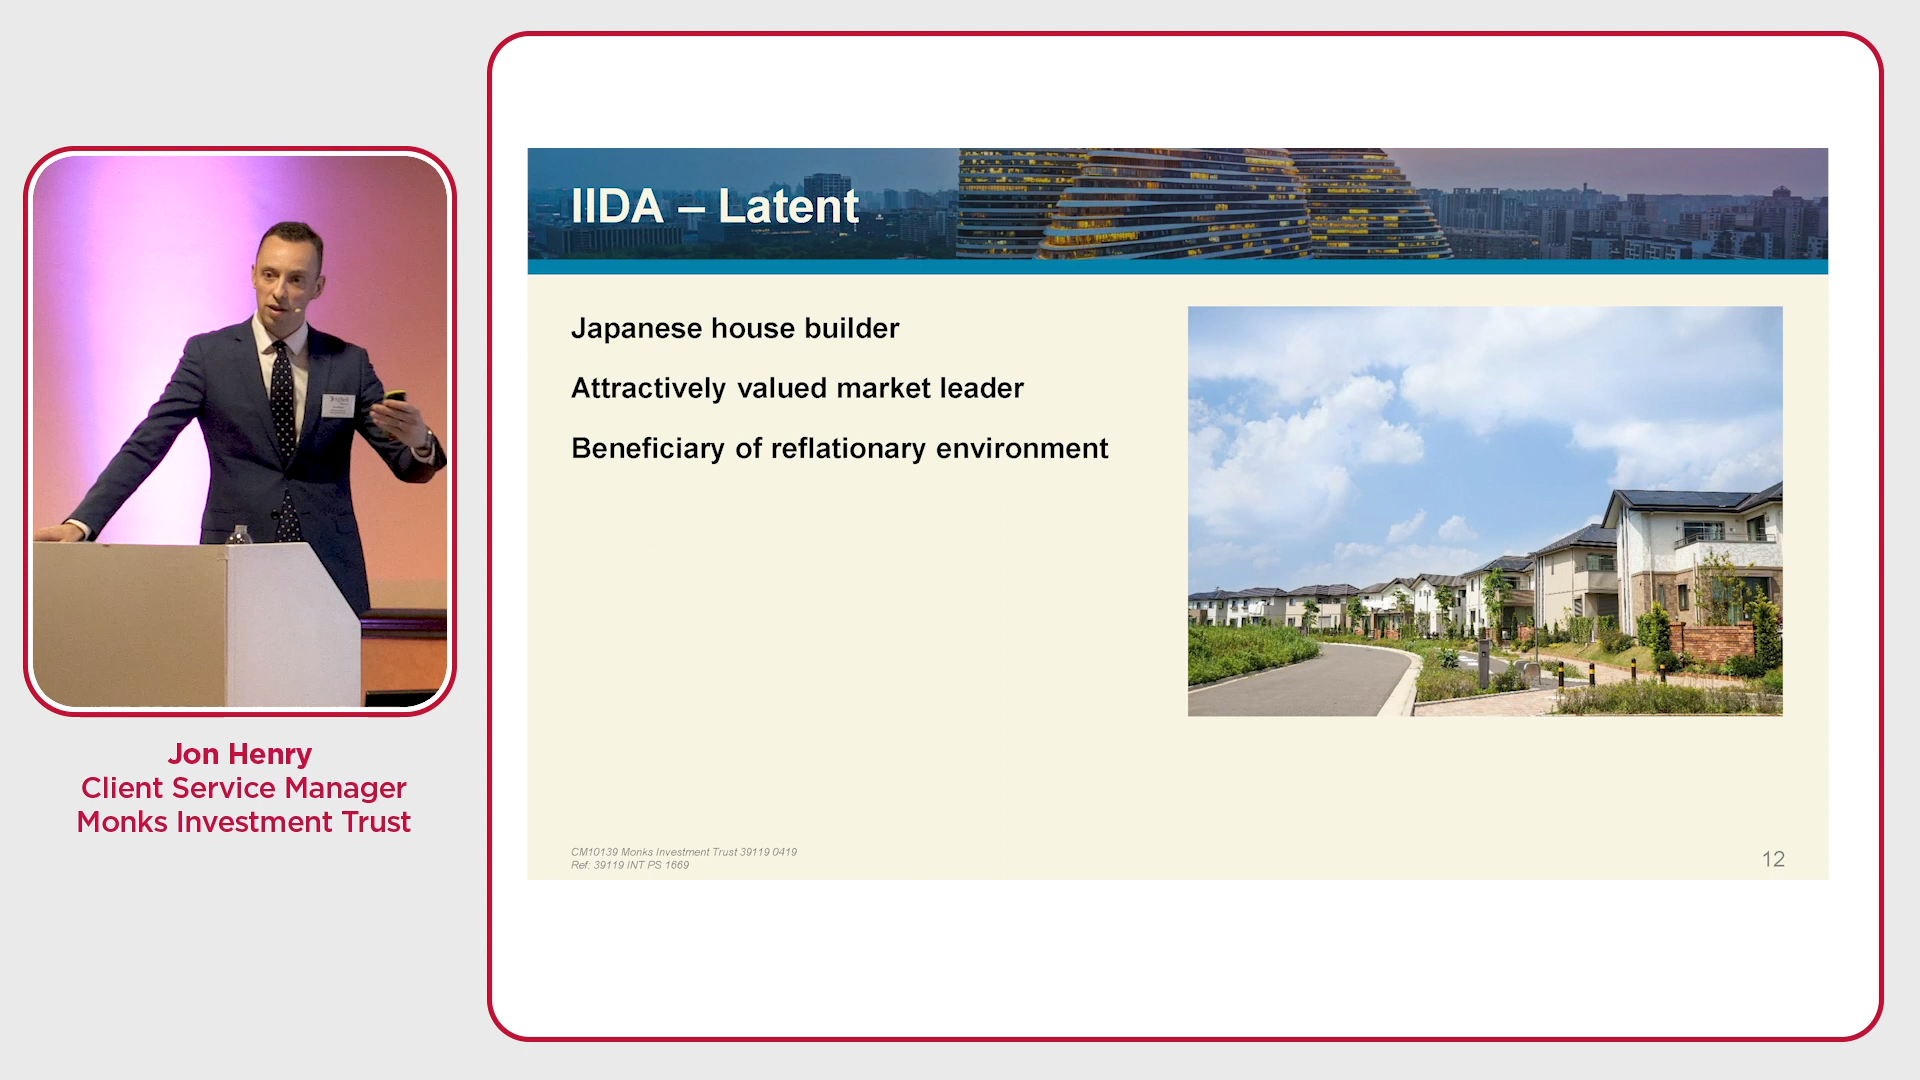 Jon Henry
Client Service Manager
Monks Investment Trust
IIDA – Latent
Japanese house builder
Attractively valued market leader
Beneficiary of reflationary environment
CM10139 Monks Investment Trust 39119 0419
Ref: 39119 INT PS 1669
12